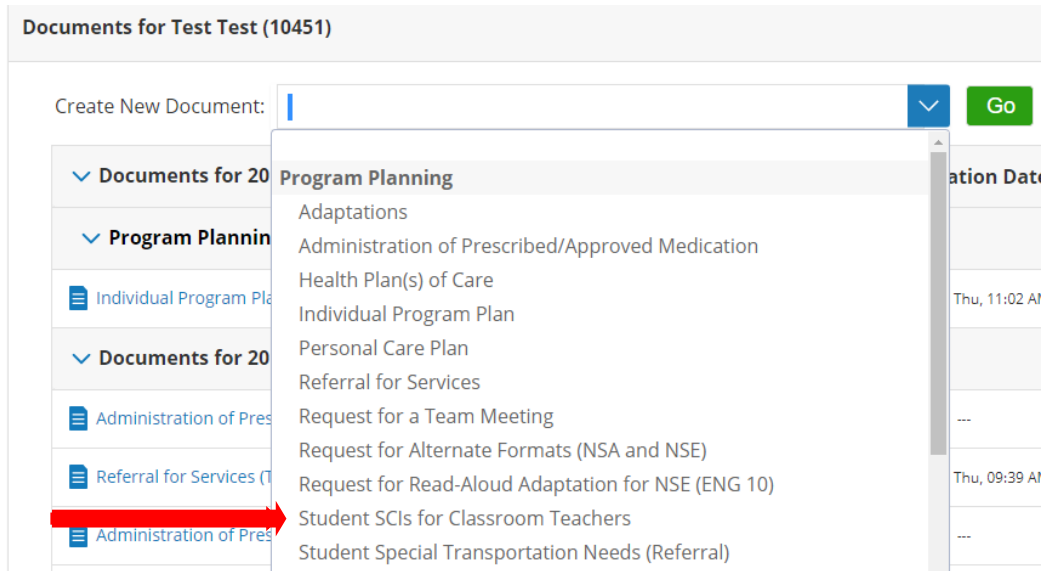 Documents for Test Test (10451)
Create New Document:
Go
Documents for 20
ation Date
Program Planning
Adaptations
Administration of Prescribed/Approved Medication
Health Plan(s) of Care
Individual Program Plan
Personal Care Plan
Referral for Services
Request for a Team Meeting
Request for Alternate Formats (NSA and NSE)
Request for Read-Aloud Adaptation for NSE (ENG 10)
Student SCIs for Classroom Teachers
Student Special Transportation Needs (Referral)
Program Plannin
Individual Program Pla
Thu, 11:02 AM
Documents for 20
Administration of Pres
---
Referral for Services (T
Thu, 09:39 AM
Administration of Pres
---